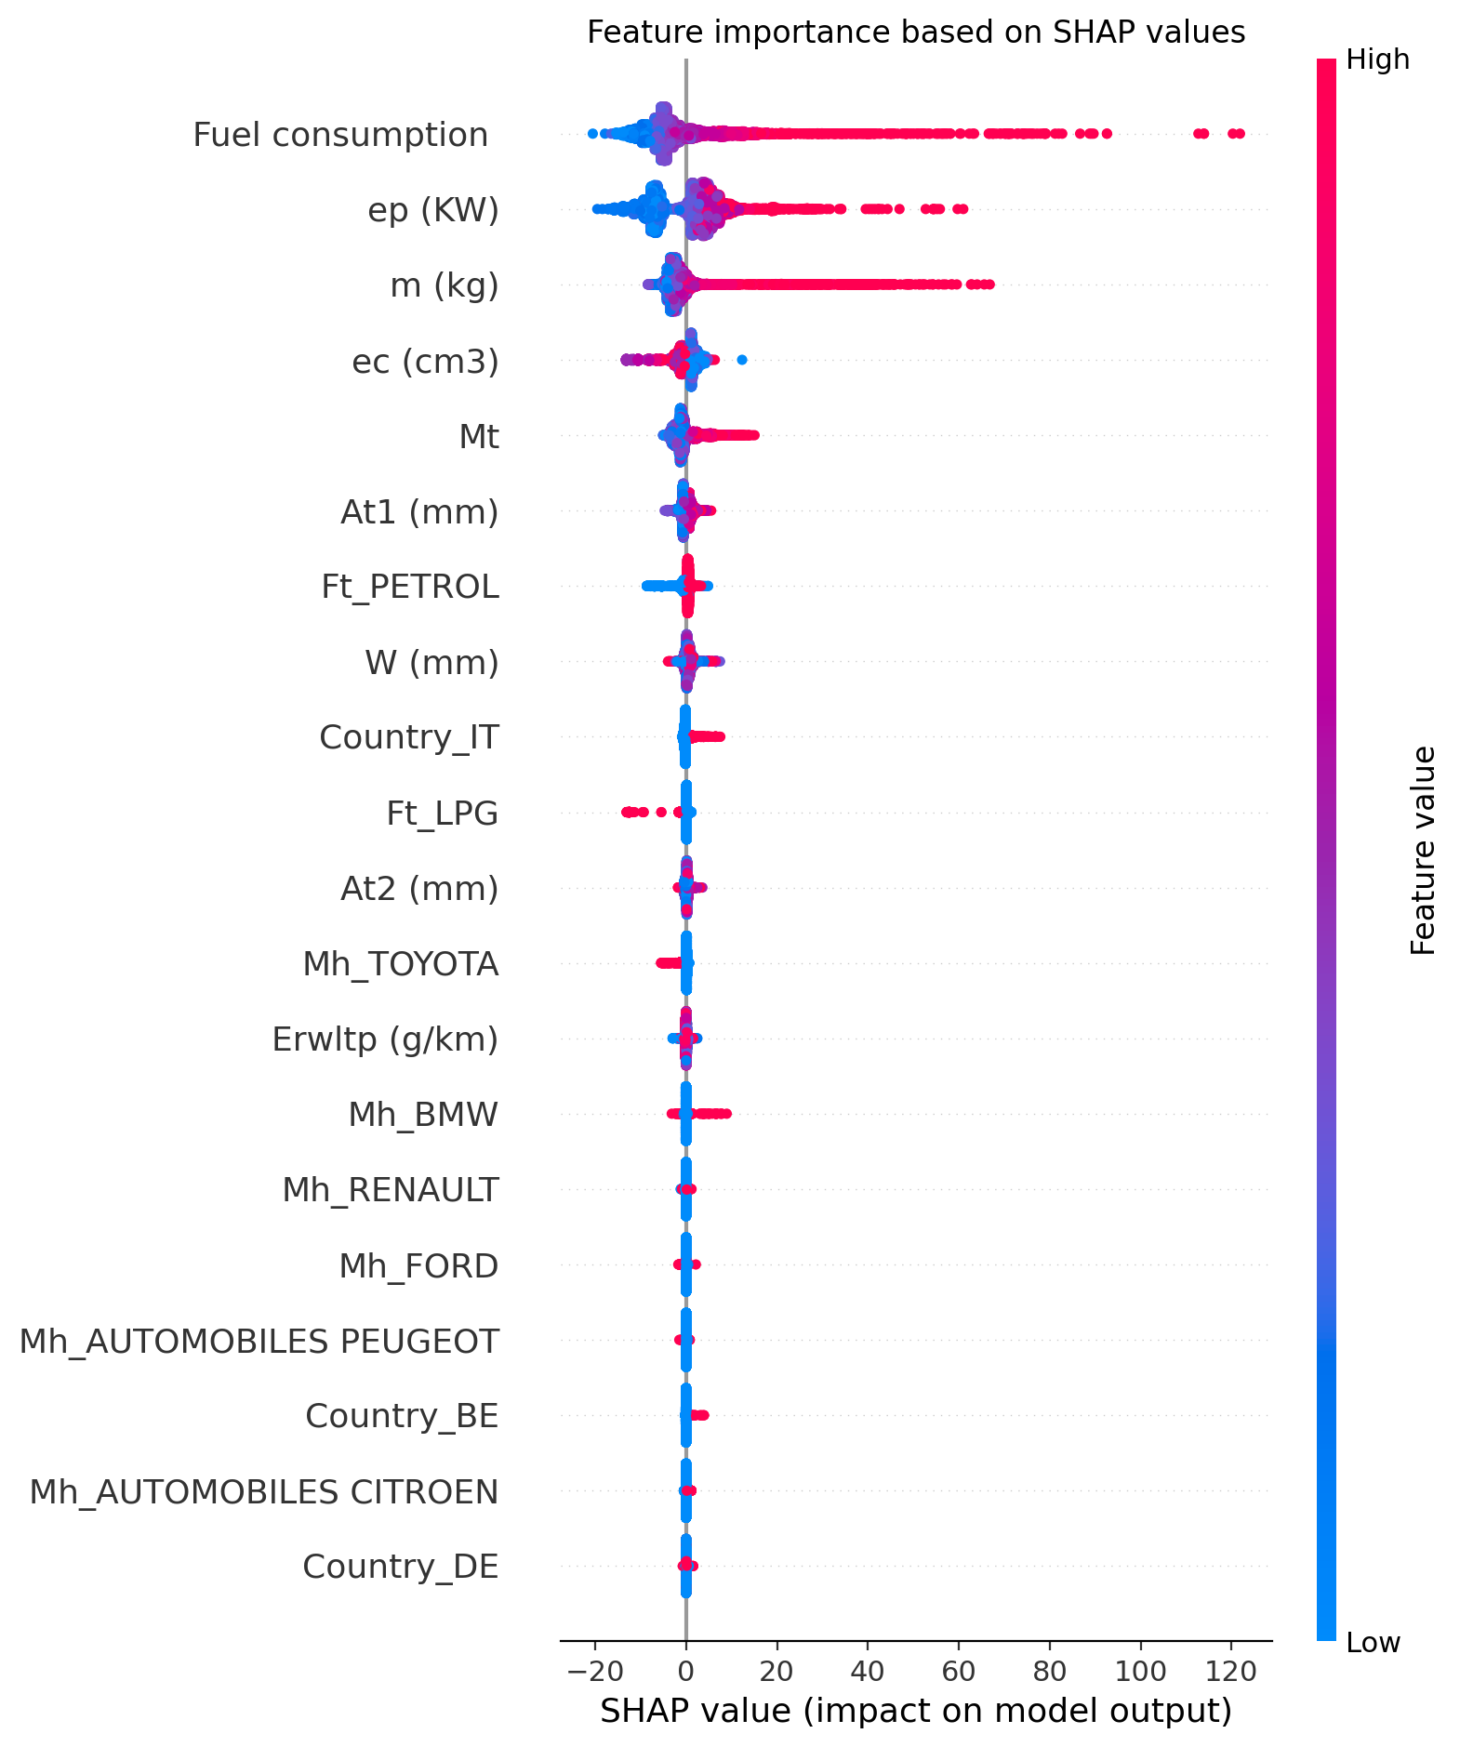 Feature importance based on SHAP values
High
Fuel consumption
ep (KW)
m (kg)
ec (cm3)
Mt
At1 (mm)
Ft_PETROL
W (mm)
Country_IT
Ft_LPG
At2 (mm)
Mh_TOYOTA
Erwltp (g/km)
Mh_BMW
Mh_RENAULT
Mh_FORD
Mh_AUTOMOBILES PEUGEOT
Country_BE
Mh_AUTOMOBILES CITROEN
Country_DE
Feature value
Low
−20 0 20 40 60 80 100 120
SHAP value (impact on model output)